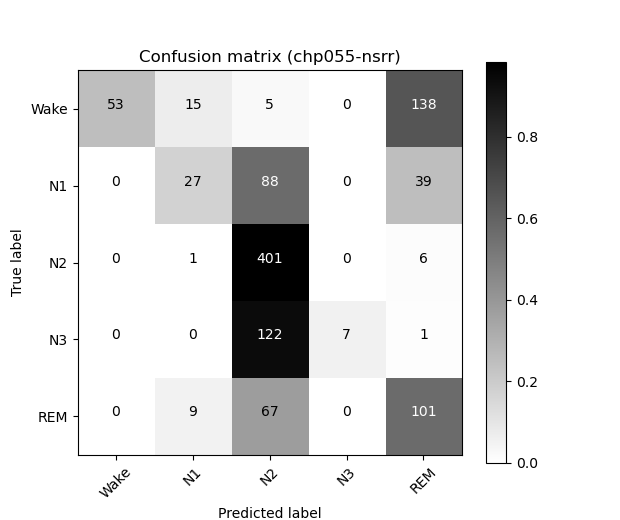 Confusion matrix (chp055-nsrr)
True label
Wake 53 15 5 0 138
N1 0 27 88 0 39
N2 0 1 401 0 6
N3 0 0 122 7 1
REM 0 9 67 0 101
Wake N1 N2 N3 REM
Predicted label
0.8
0.6
0.4
0.2
0.0